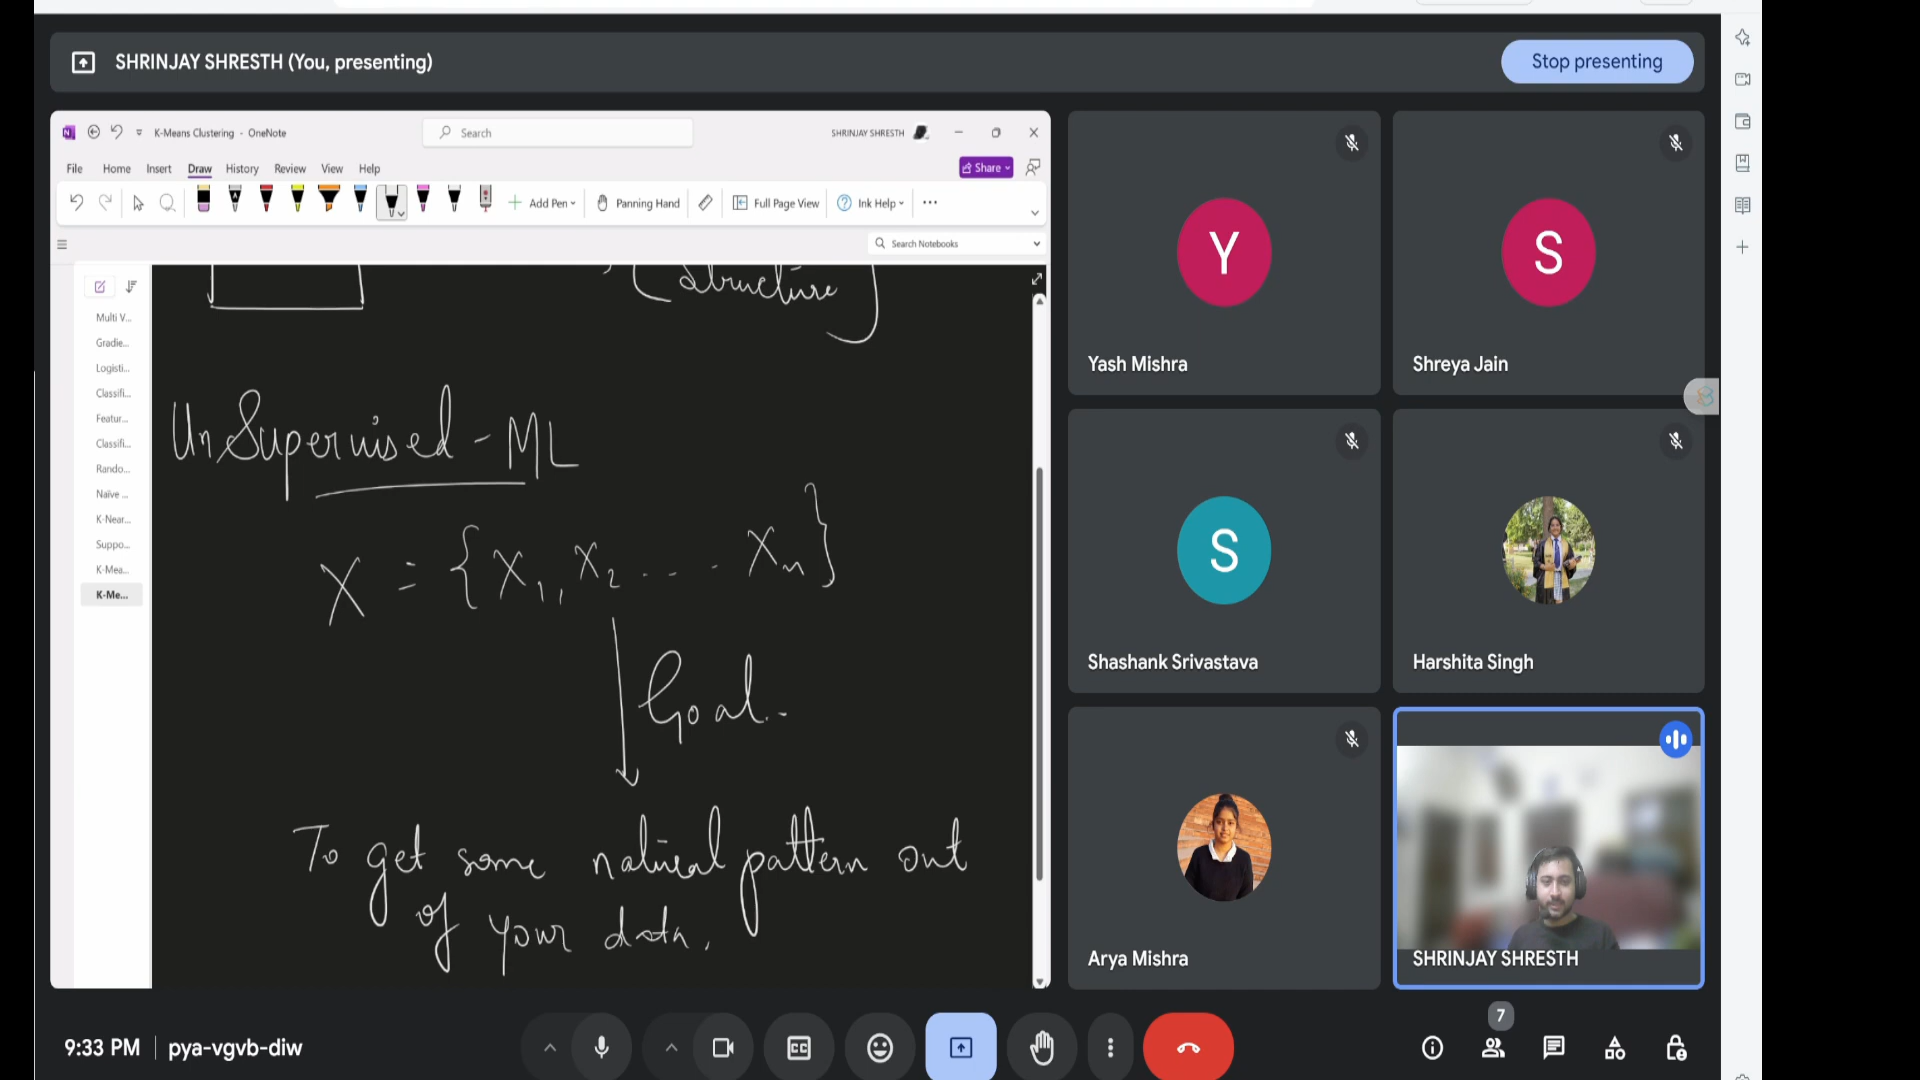 SHRINJAY SHRESTH (You, presenting)
Stop presenting
K-Means Clustering - OneNote
Search
SHRINJAY SHRESTH
File Home Insert Draw History Review View Help
Share
Add Pen
Panning Hand
Full Page View
Ink Help
Search Notebooks
Multi V...
Gradie...
Logisti...
Classifi...
Featur...
Classifi...
Rando...
Naïve ...
K-Near...
Suppo...
K-Mea...
K-Me...
(Structure)
UnSupervised - ML
X = {X1, X2 .... Xn}
Goal.
To get some natural pattern out
of your data.
Y
Yash Mishra
S
Shreya Jain
S
Shashank Srivastava
Harshita Singh
Arya Mishra
SHRINJAY SHRESTH
9:33 PM | pya-vgvb-diw
CC
7